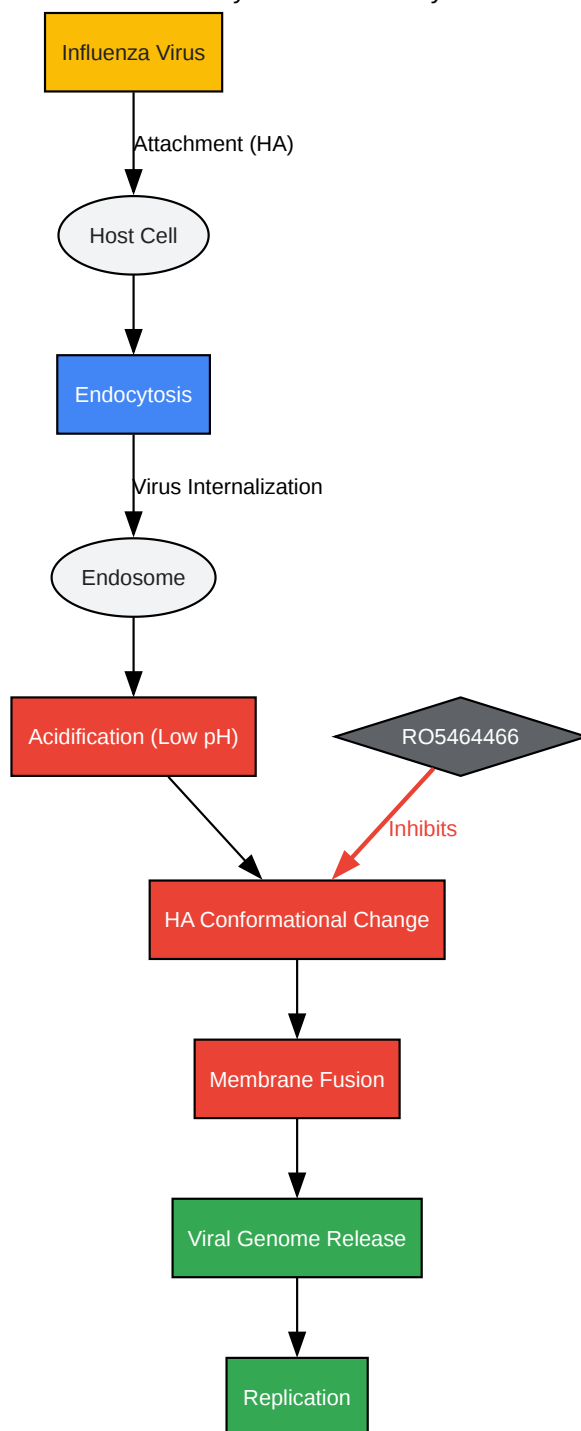 Influenza Virus
Attachment (HA)
Host Cell
Endocytosis
Virus Internalization
Endosome
Acidification (Low pH)
RO5464466
Inhibits
HA Conformational Change
Membrane Fusion
Viral Genome Release
Replication